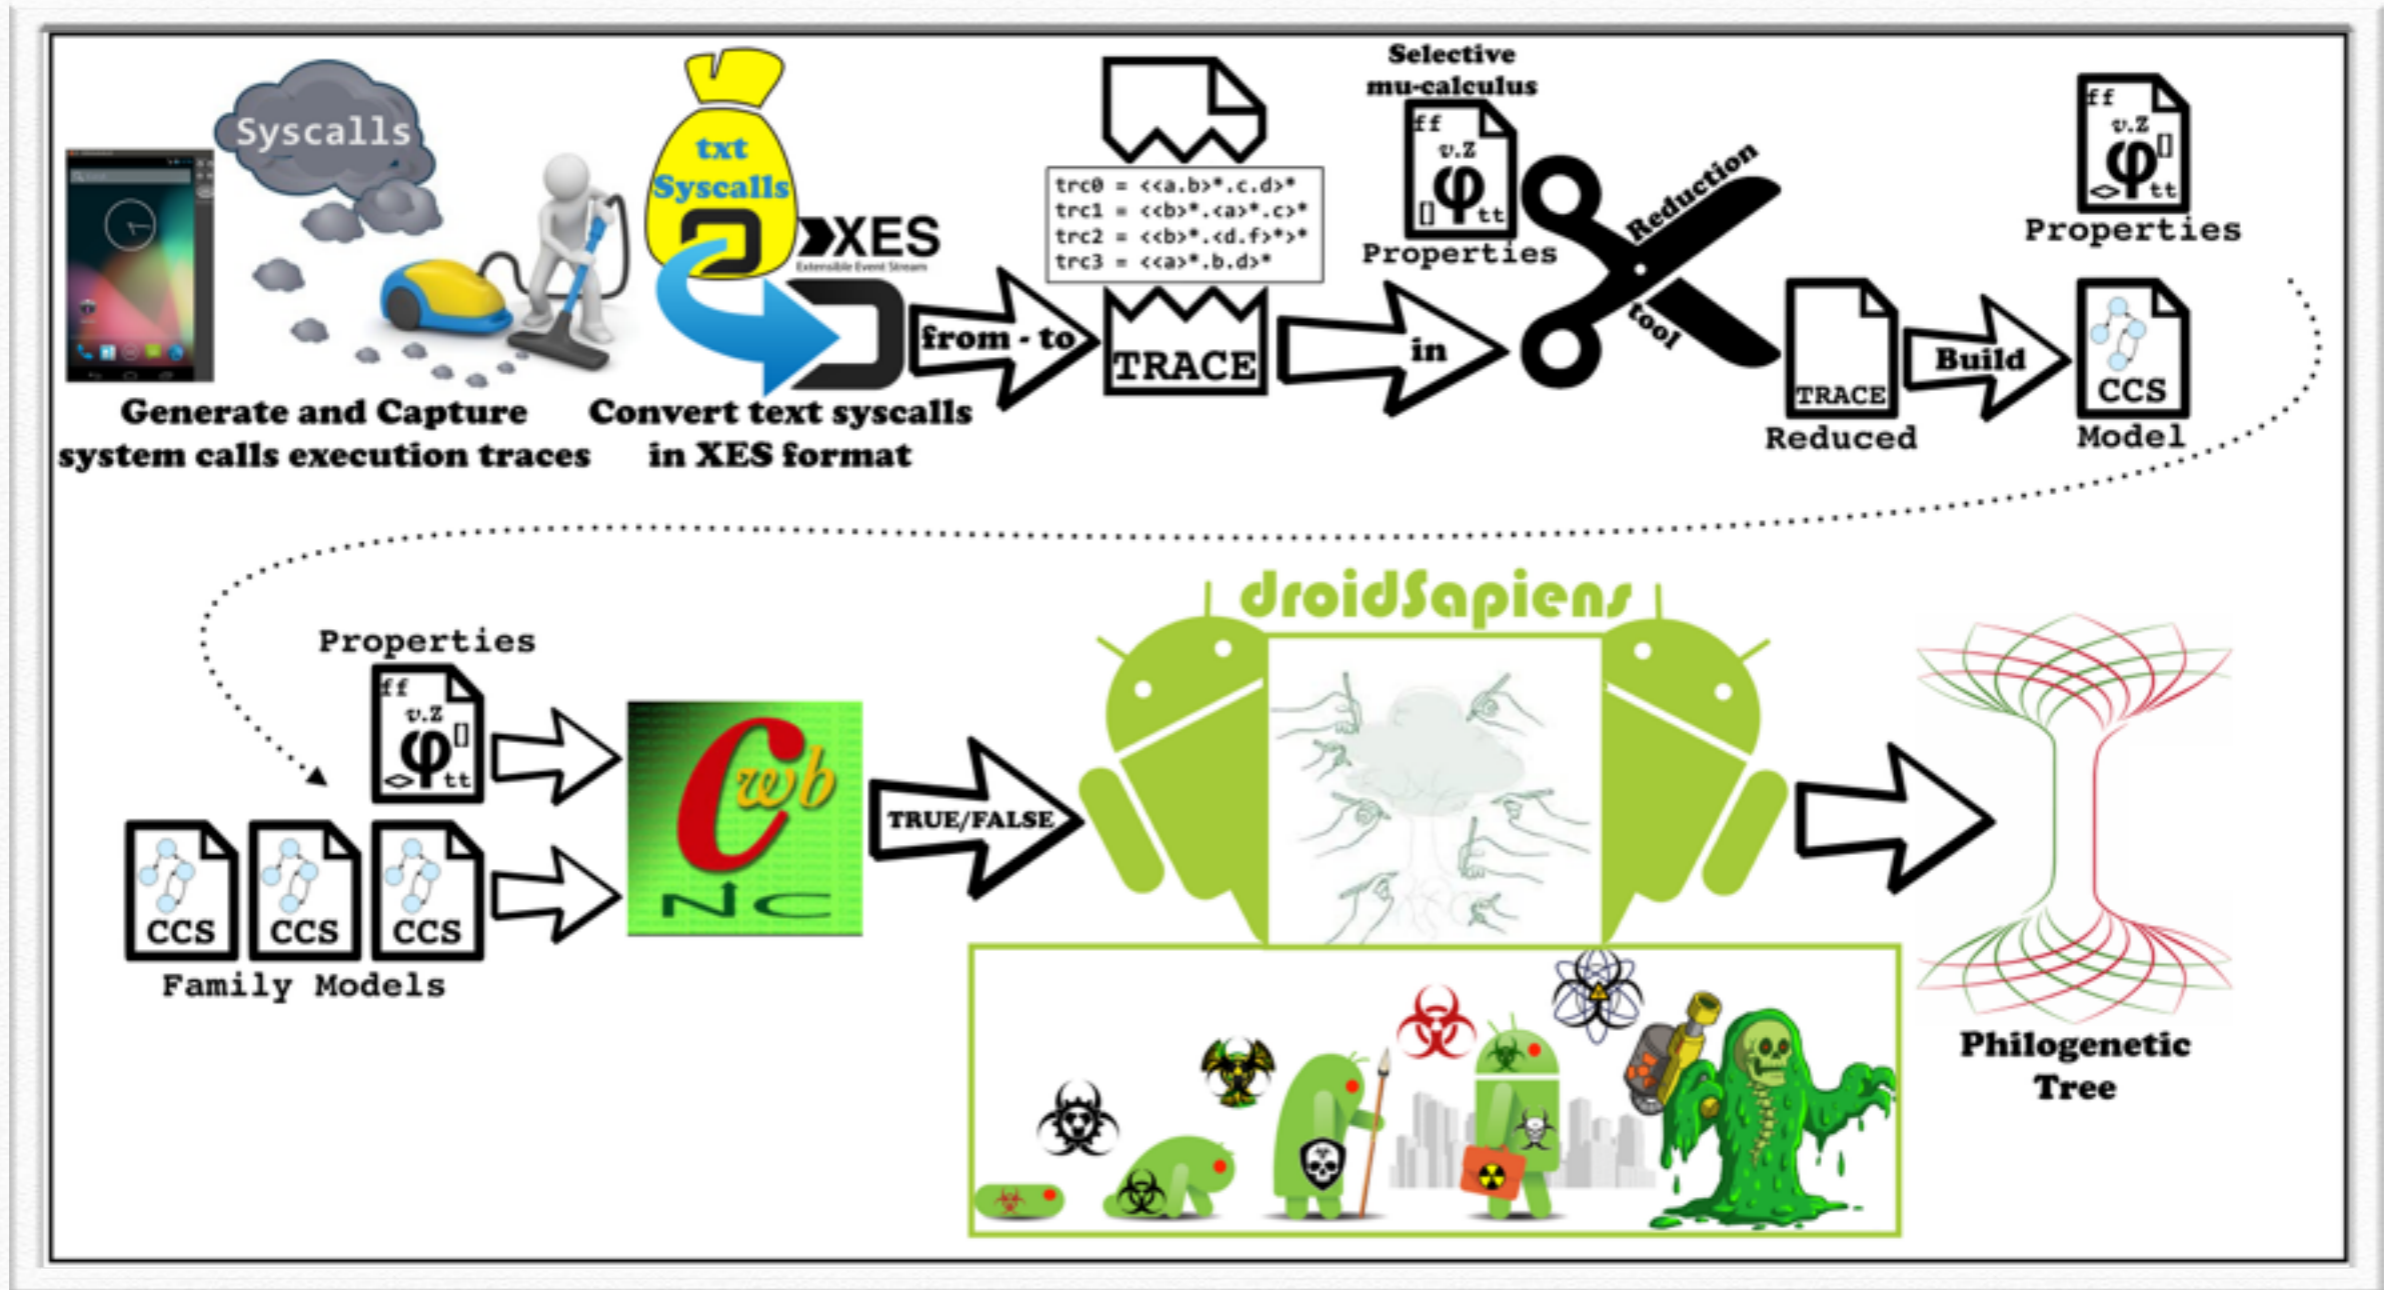 Syscalls
Generate and Capture
system calls execution traces
txt
Syscalls
XES
Extensible Event Stream
Convert text syscalls
in XES format
from - to
trc0 = <<a.b>*.c.d>*
trc1 = <<b>*.<a>*.c>*
trc2 = <<b>*.<d.f>*>*
trc3 = <<a>*.b.d>*
TRACE
in
Selective
mu-calculus
ff
v.Z
[] φ tt
Properties
Reduction
tool
TRACE
Reduced
Build
ff
v.Z
φ []
<> tt
Properties
CCS
Model
Properties
ff
v.Z
φ []
<> tt
CCS
CCS
CCS
Family Models
Cwb
NC
TRUE/FALSE
droidSapiens
Philogenetic
Tree